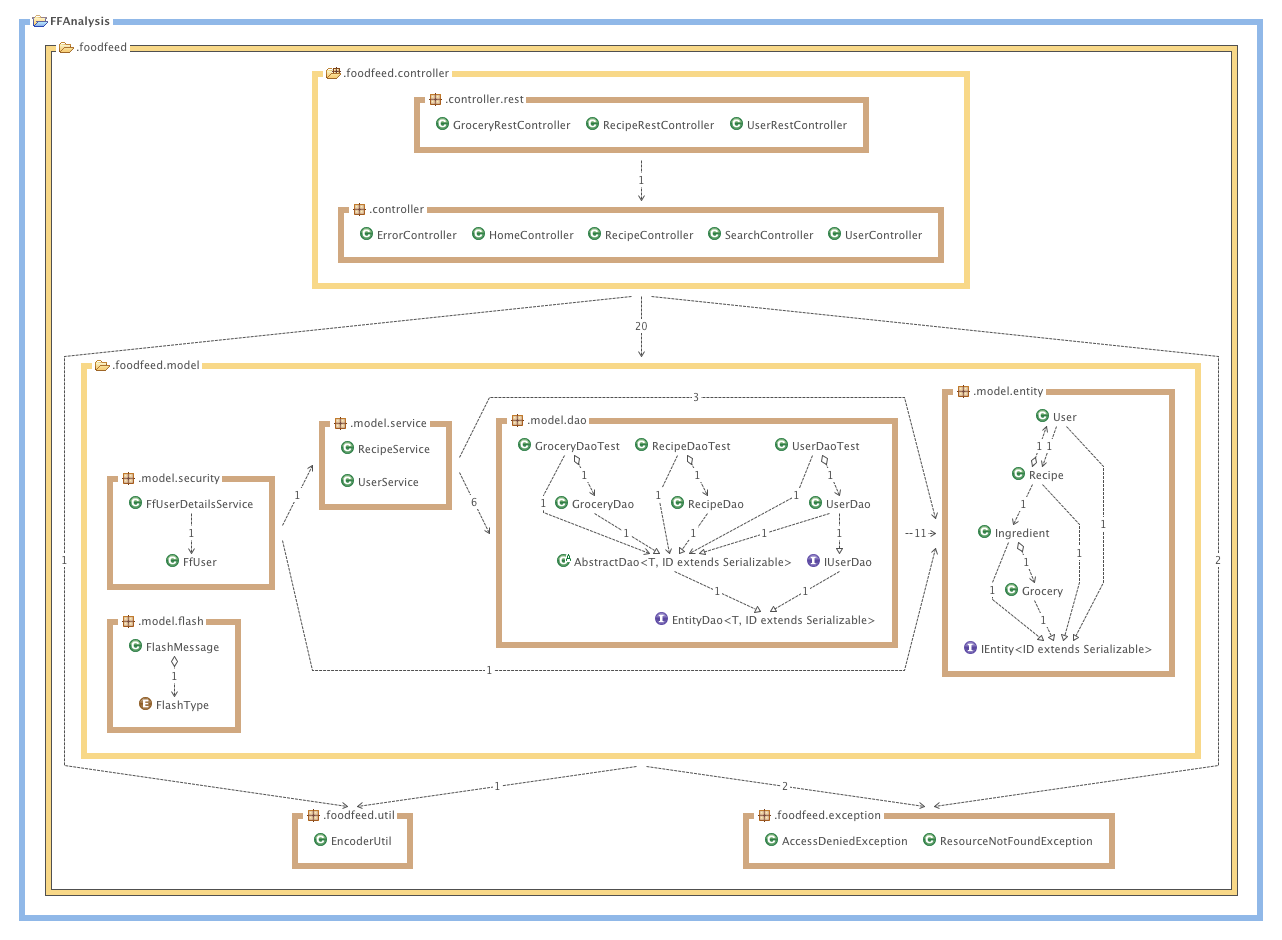 FFAnalysis
.foodfeed
.foodfeed.controller
.controller.rest
GroceryRestController RecipeRestController UserRestController
1
.controller
ErrorController HomeController RecipeController SearchController UserController
20
.foodfeed.model
.model.security
FfUserDetailsService
1
FfUser
.model.flash
FlashMessage
1
FlashType
1
1
.model.service
RecipeService
UserService
3
6
1
.model.dao
GroceryDaoTest RecipeDaoTest UserDaoTest
1 1 1
1 1 1
GroceryDao RecipeDao UserDao
1 1 1 1
AbstractDao<T, ID extends Serializable> IUserDao
1 1
EntityDao<T, ID extends Serializable>
11
.model.entity
User
1 1
Recipe
1
1
Ingredient
1
1
1
Grocery
1
IEntity<ID extends Serializable>
2
1
2
.foodfeed.util
EncoderUtil
.foodfeed.exception
AccessDeniedException ResourceNotFoundException